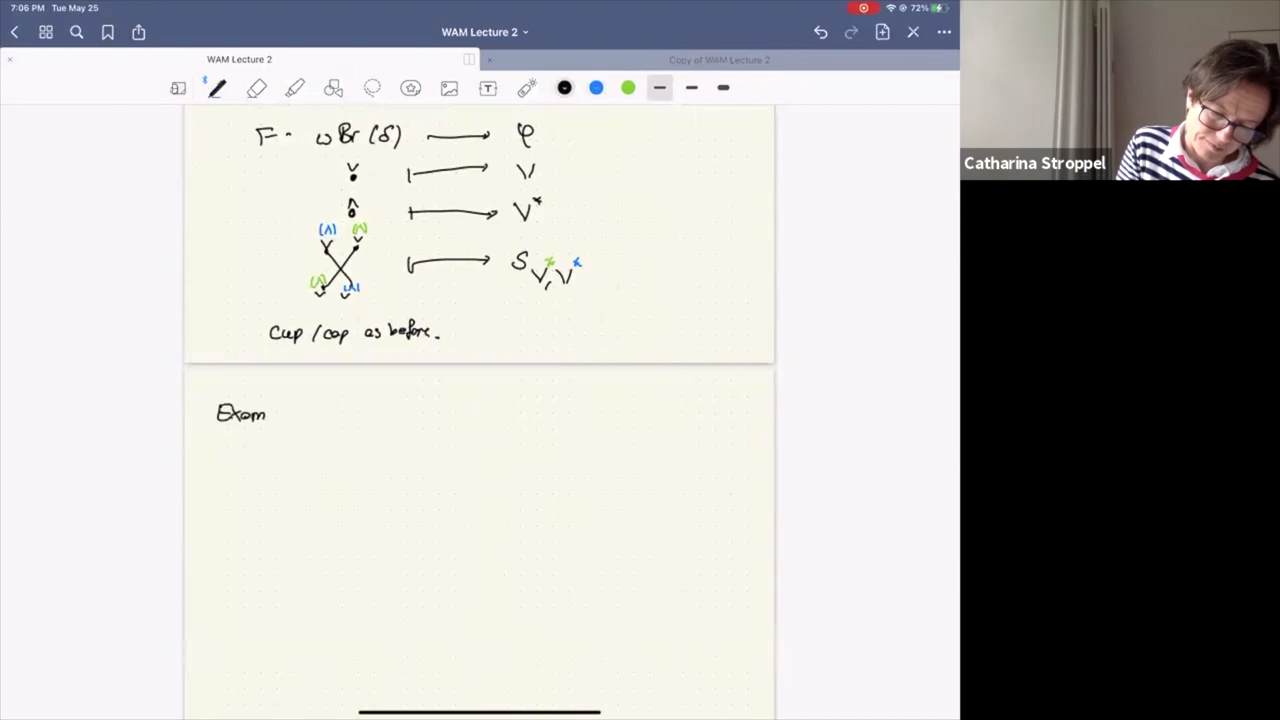 7:06 PM Tue May 25
72%
WAM Lecture 2
WAM Lecture 2
Copy of WAM Lecture 2
F: ωBr(δ) ⟶ 𝒞
∨ • ⟼ V
∧ • ⟼ V*
(∧) (∧)
∨ ∨ ⟼ S V*, V*
(∧) (∧)
∨ ∨
Cup / cap as before.
Exam
Catharina Stroppel